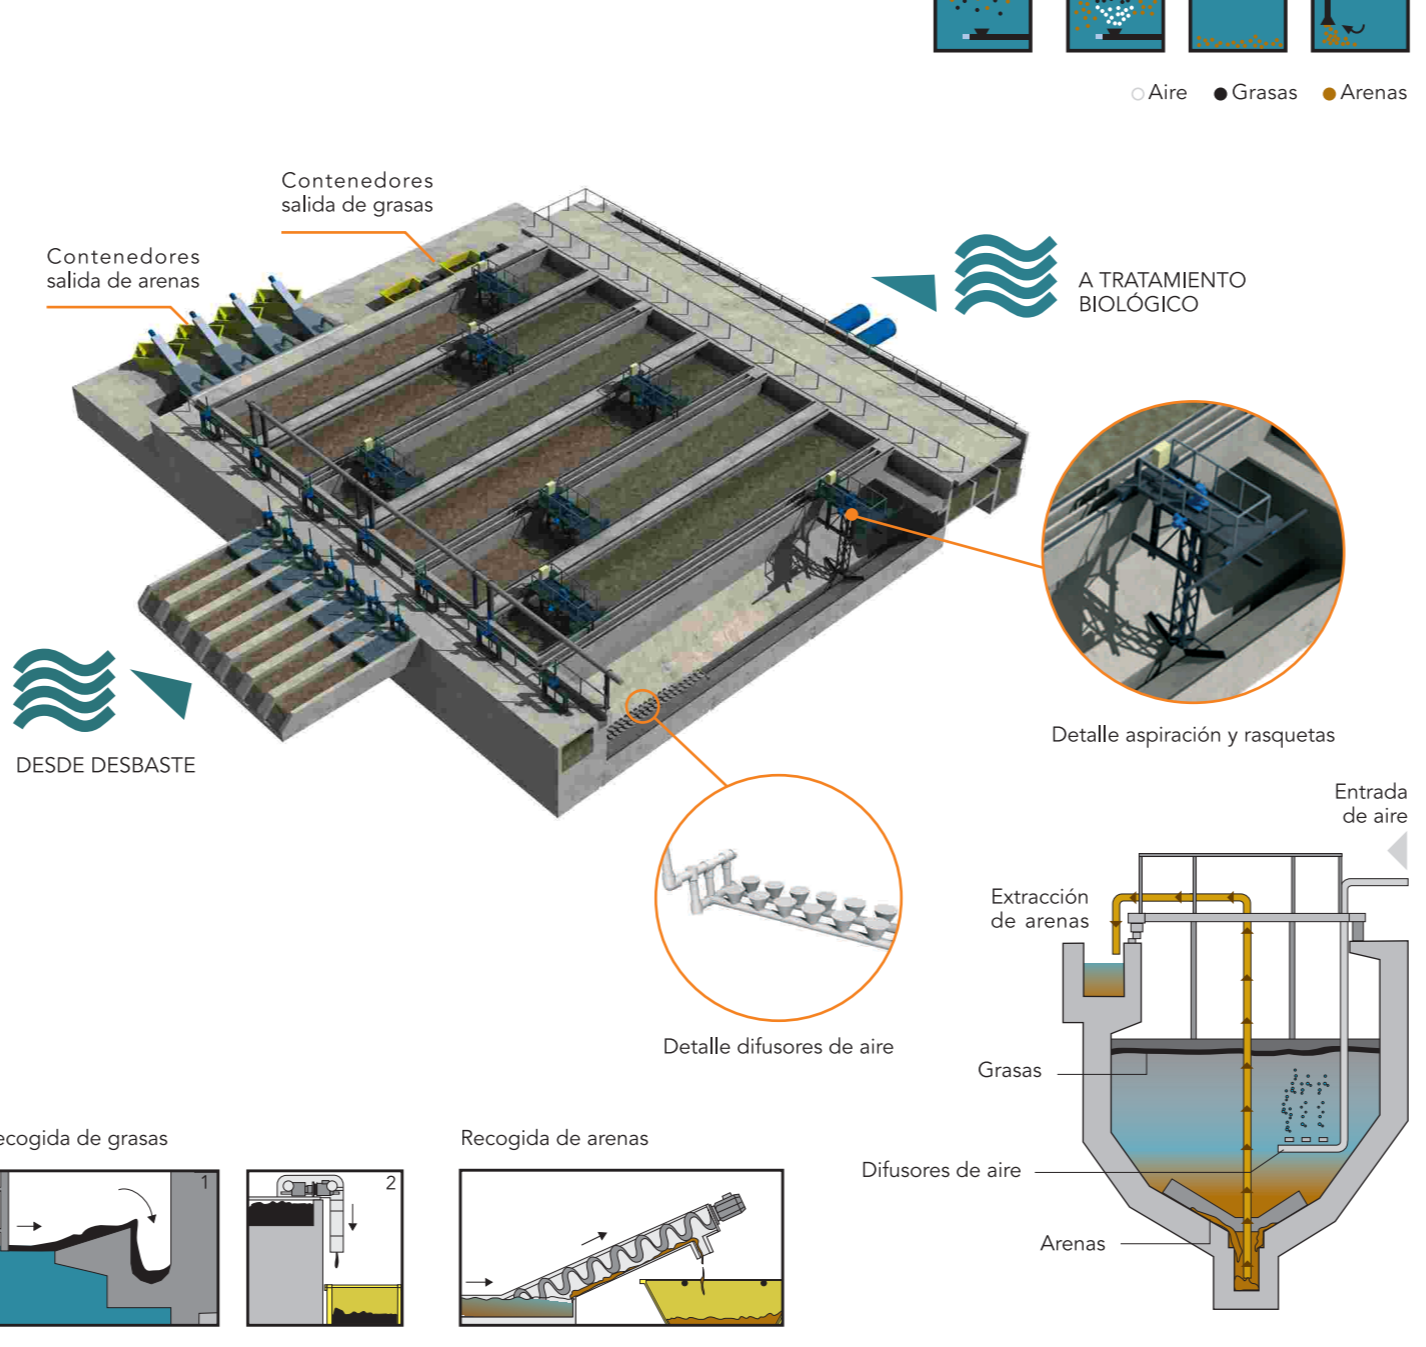 Aire
Grasas
Arenas
Contenedores
salida de grasas
Contenedores
salida de arenas
A TRATAMIENTO
BIOLÓGICO
DESDE DESBASTE
Detalle aspiración y rasquetas
Entrada
de aire
Extracción
de arenas
Detalle difusores de aire
Grasas
Difusores de aire
Arenas
ecogida de grasas
1
2
Recogida de arenas